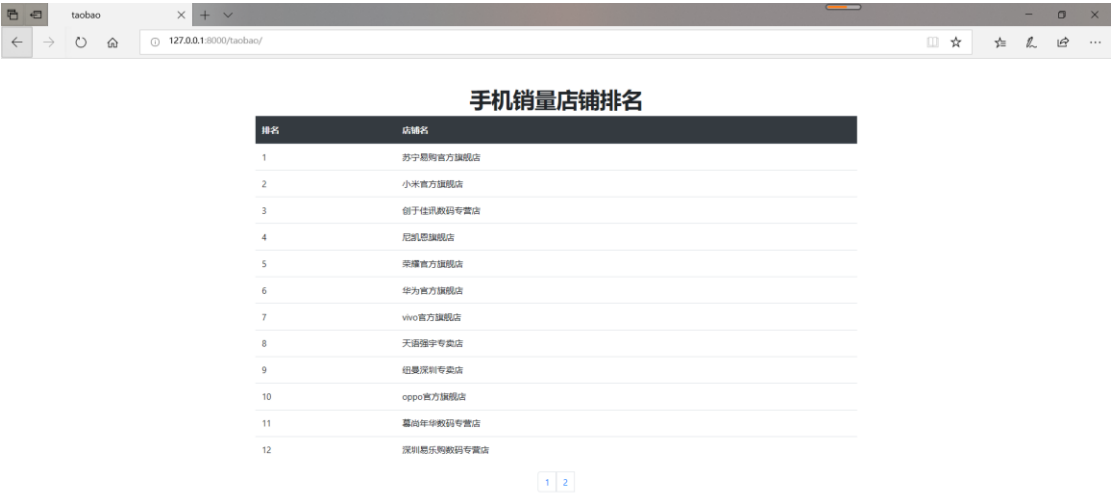 taobao
127.0.0.1:8000/taobao/
手机销量店铺排名
排名 店铺名
1 苏宁易购官方旗舰店
2 小米官方旗舰店
3 创于佳讯数码专营店
4 尼凯恩旗舰店
5 荣耀官方旗舰店
6 华为官方旗舰店
7 vivo官方旗舰店
8 天语强宇专卖店
9 纽曼深圳专卖店
10 oppo官方旗舰店
11 暮尚年华数码专营店
12 深圳易乐购数码专营店
1 2